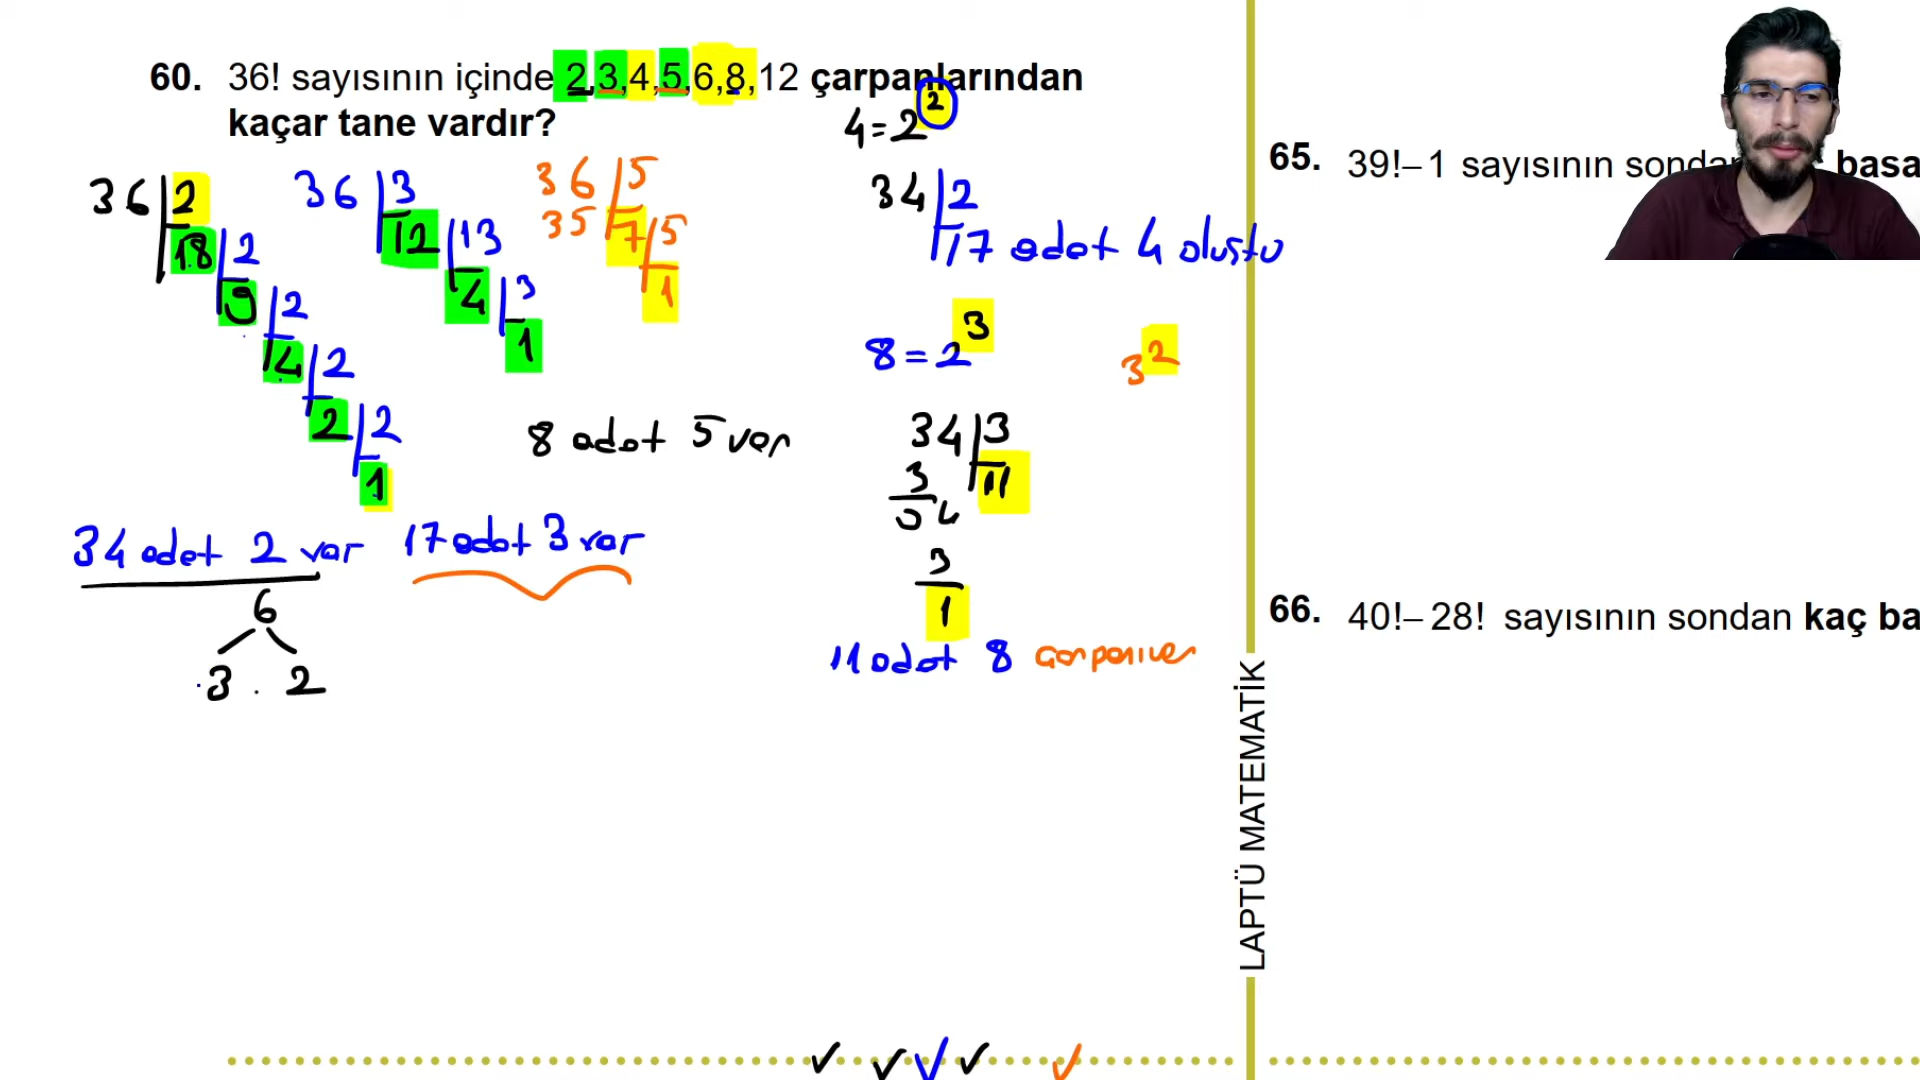 60. 36! sayısının içinde 2,3,4,5,6,8,12 çarpanlarından
kaçar tane vardır?
36 2
18 2
9 2
4 2
2 2
1
34 adet 2 var
6
3 . 2
36 3
12 3
4 3
1
17 adet 3 var
36 5
35 7 5
1
8 adet 5 var
4=2²
34 2
17 adet 4 oluştu
8=2³
3²
34 3
3 11
04
3
1
11 adet 8 çarpanı var
LAPTÜ MATEMATİK
65. 39!–1 sayısının basa
66. 40!–28! sayısının sondan kaç ba